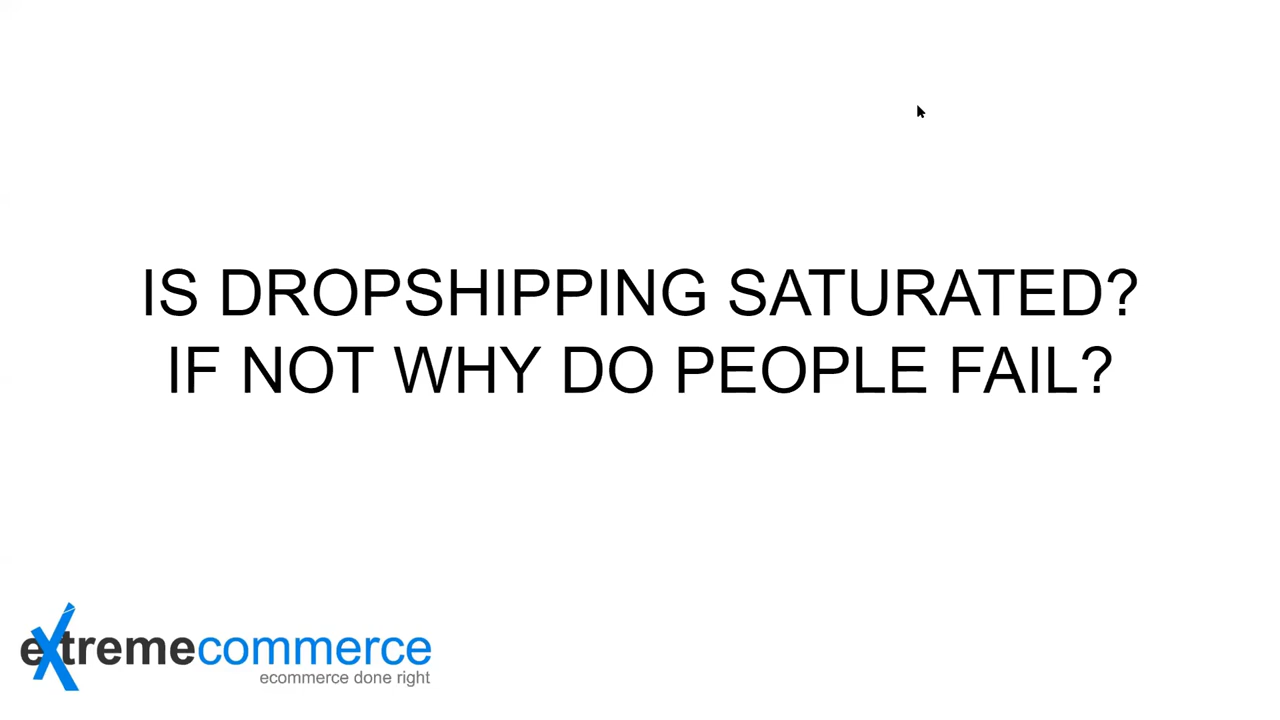 IS DROPSHIPPING SATURATED?
IF NOT WHY DO PEOPLE FAIL?
extremecommerce
ecommerce done right